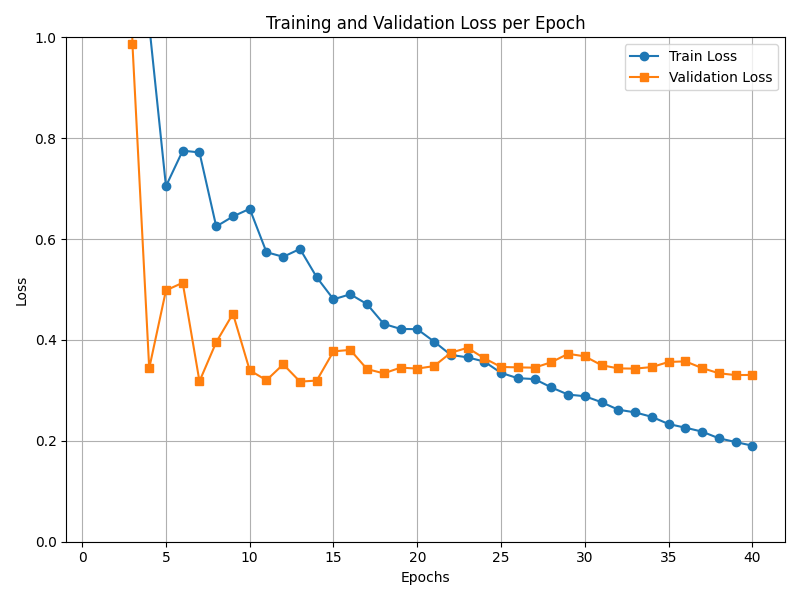 Training and Validation Loss per Epoch
Train Loss
Validation Loss
1.0
0.8
0.6
0.4
0.2
0.0
Loss
0 5 10 15 20 25 30 35 40
Epochs